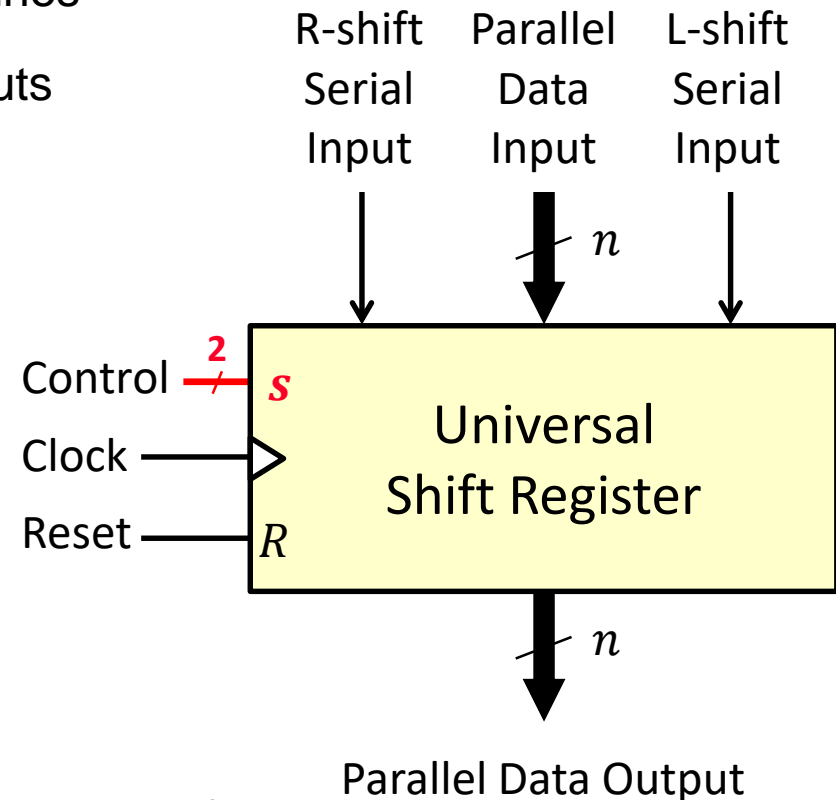 R-shift Serial Input
Parallel Data Input
L-shift Serial Input
n
Control
2
s
Clock
Reset
R
Universal
Shift Register
n
Parallel Data Output